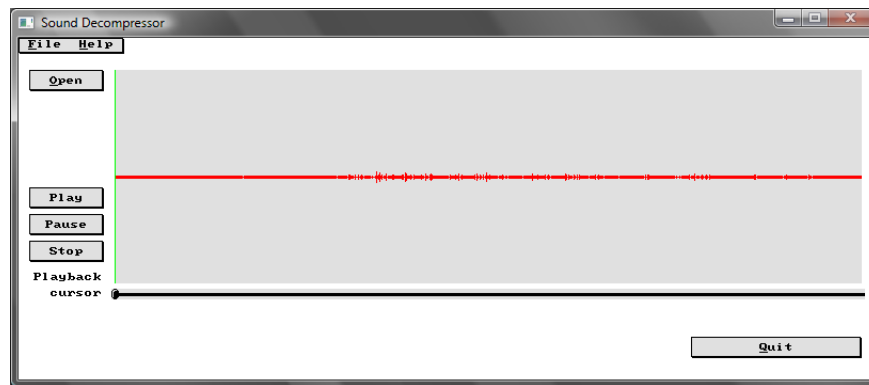 Sound Decompressor
File Help
Open
Play
Pause
Stop
Playback
cursor
Quit